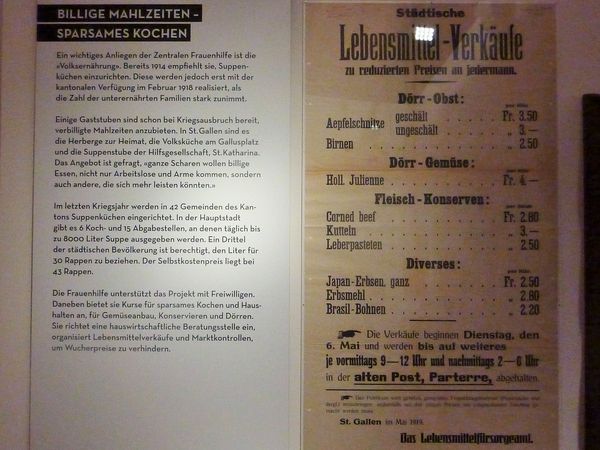 BILLIGE MAHLZEITEN –
SPARSAMES KOCHEN
Ein wichtiges Anliegen der Zentralen Frauenhilfe ist die
«Volksernährung». Bereits 1914 empfiehlt sie, Suppen-
küchen einzurichten. Diese werden jedoch erst mit der
kantonalen Verfügung im Februar 1918 realisiert, als
die Zahl der unterernährten Familien stark zunimmt.
Einige Gaststuben sind schon bei Kriegsausbruch bereit,
verbilligte Mahlzeiten anzubieten. In St.Gallen sind es
die Herberge zur Heimat, die Volksküche am Gallusplatz
und die Suppenstube der Hilfsgesellschaft, St.Katharina.
Das Angebot ist gefragt, «ganze Scharen wollen billige
Essen, nicht nur Arbeitslose und Arme kommen, sondern
auch andere, die sich mehr leisten könnten.»
Im letzten Kriegsjahr werden in 42 Gemeinden des Kan-
tons Suppenküchen eingerichtet. In der Hauptstadt
gibt es 6 Koch- und 15 Abgabestellen, an denen täglich bis
zu 8000 Liter Suppe ausgegeben werden. Ein Drittel
der städtischen Bevölkerung ist berechtigt, den Liter für
30 Rappen zu beziehen. Der Selbstkostenpreis liegt bei
43 Rappen.
Die Frauenhilfe unterstützt das Projekt mit Freiwilligen.
Daneben bietet sie Kurse für sparsames Kochen und Haus-
halten an, für Gemüseanbau, Konservieren und Dörren.
Sie richtet eine hauswirtschaftliche Beratungsstelle ein,
organisiert Lebensmittelverkäufe und Marktkontrollen,
um Wucherpreise zu verhindern.
Städtische
Lebensmittel-Verkäufe
zu reduzierten Preisen an jedermann.
Dörr-Obst:
Aepfelschnitze geschält Fr. 3.50
ungeschält „ 3.—
Birnen „ 2.50
Dörr-Gemüse:
Holl. Julienne Fr. 4.—
Fleisch-Konserven:
Corned beef Fr. 2.80
Kutteln „ 3.—
Leberpasteten „ 2.50
Diverses:
Japan-Erbsen, ganz Fr. 2.50
Erbsmehl „ 2.80
Brasil-Bohnen „ 2.20
Die Verkäufe beginnen Dienstag, den
6. Mai und werden bis auf weiteres
je vormittags 9—12 Uhr und nachmittags 2—6 Uhr
in der alten Post, Parterre, abgehalten.
St. Gallen im Mai 1919.
Das Lebensmittelfürsorgeamt.